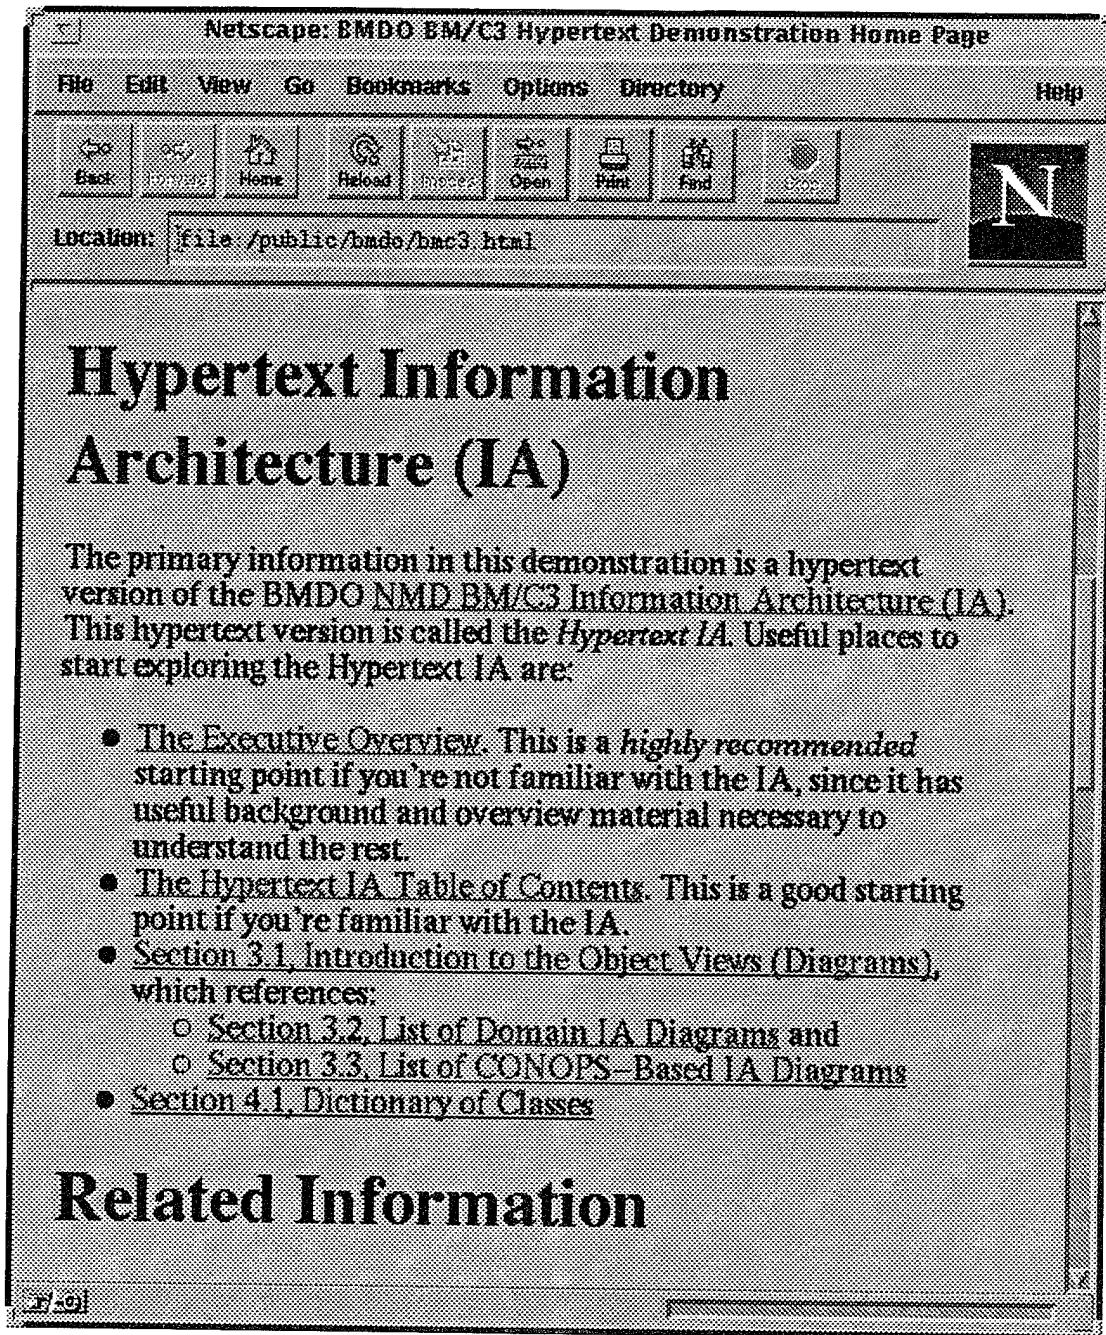 Netscape: BMDO BM/C3 Hypertext Demonstration Home Page
File Edit View Go Bookmarks Options Directory Help
Back Forward Home Reload Images Open Print Find Stop
N
Location: file:/public/bmdo/bmc3.html
Hypertext Information
Architecture (IA)
The primary information in this demonstration is a hypertext
version of the BMDO NMD BM/C3 Information Architecture (IA).
This hypertext version is called the Hypertext IA. Useful places to
start exploring the Hypertext IA are:
● The Executive Overview. This is a highly recommended
starting point if you're not familiar with the IA, since it has
useful background and overview material necessary to
understand the rest.
● The Hypertext IA Table of Contents. This is a good starting
point if you're familiar with the IA.
● Section 3.1, Introduction to the Object Views (Diagrams),
which references:
○ Section 3.2, List of Domain IA Diagrams and
○ Section 3.3, List of CONOPS-Based IA Diagrams
● Section 4.1, Dictionary of Classes
Related Information